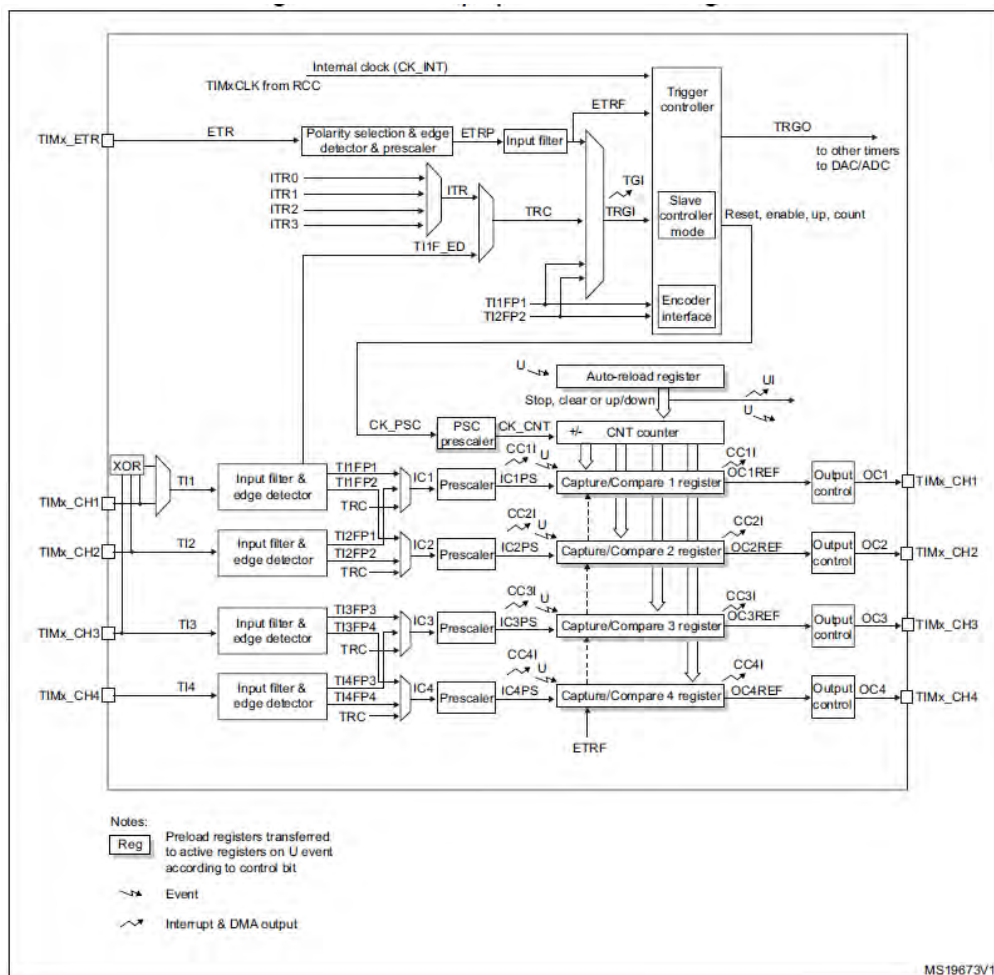 Internal clock (CK_INT)
TIMxCLK from RCC
Trigger
controller
ETRF
TIMx_ETR
ETR
Polarity selection & edge
detector & prescaler
ETRP
Input filter
TRGO
to other timers
to DAC/ADC
ITR0
ITR1
ITR2
ITR3
ITR
TGI
TRC
TRGI
Slave
controller
mode
Reset, enable, up, count
TI1F_ED
TI1FP1
TI2FP2
Encoder
interface
U
Auto-reload register
UI
Stop, clear or up/down
U
CK_PSC
PSC
prescaler
CK_CNT
+/-
CNT counter
XOR
TI1
TIMx_CH1
Input filter &
edge detector
TI1FP1
TI1FP2
TRC
IC1
Prescaler
CC1I
U
IC1PS
Capture/Compare 1 register
CC1I
OC1REF
Output
control
OC1
TIMx_CH1
TIMx_CH2
TI2
Input filter &
edge detector
TI2FP1
TI2FP2
TRC
IC2
Prescaler
CC2I
U
IC2PS
Capture/Compare 2 register
CC2I
OC2REF
Output
control
OC2
TIMx_CH2
TIMx_CH3
TI3
Input filter &
edge detector
TI3FP3
TI3FP4
TRC
IC3
Prescaler
CC3I
U
IC3PS
Capture/Compare 3 register
CC3I
OC3REF
Output
control
OC3
TIMx_CH3
TIMx_CH4
TI4
Input filter &
edge detector
TI4FP3
TI4FP4
TRC
IC4
Prescaler
CC4I
U
IC4PS
Capture/Compare 4 register
CC4I
OC4REF
Output
control
OC4
TIMx_CH4
ETRF
Notes:
Reg
Preload registers transferred
to active registers on U event
according to control bit
Event
Interrupt & DMA output
MS19673V1